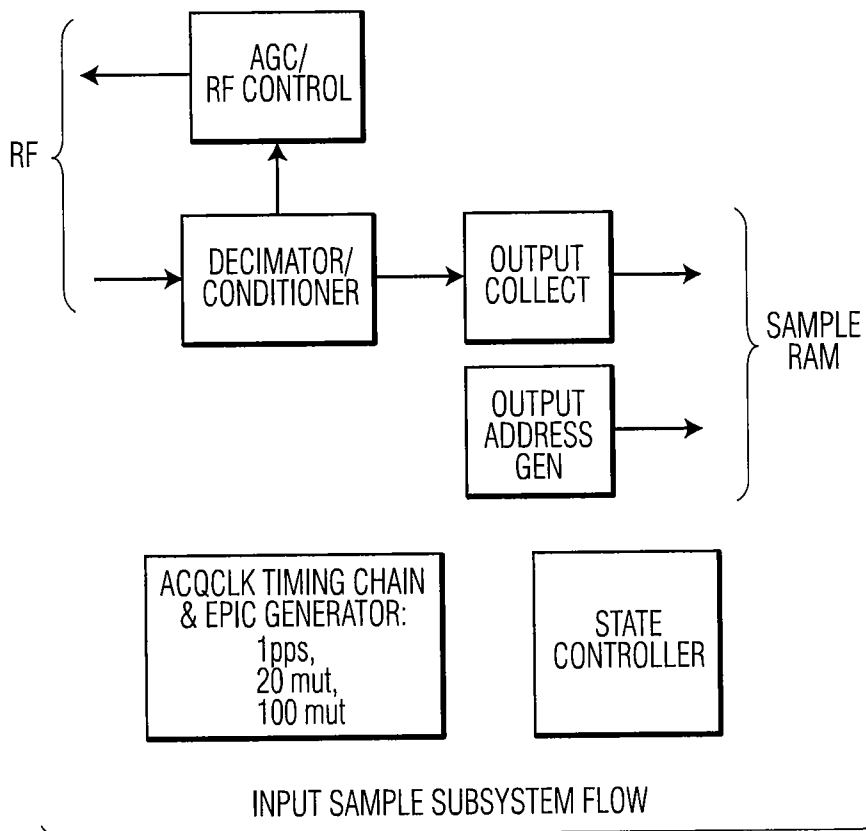 AGC/
RF CONTROL
RF
DECIMATOR/
CONDITIONER
OUTPUT
COLLECT
SAMPLE
RAM
OUTPUT
ADDRESS
GEN
ACQCLK TIMING CHAIN
& EPIC GENERATOR:
1pps,
20 mut,
100 mut
STATE
CONTROLLER
INPUT SAMPLE SUBSYSTEM FLOW